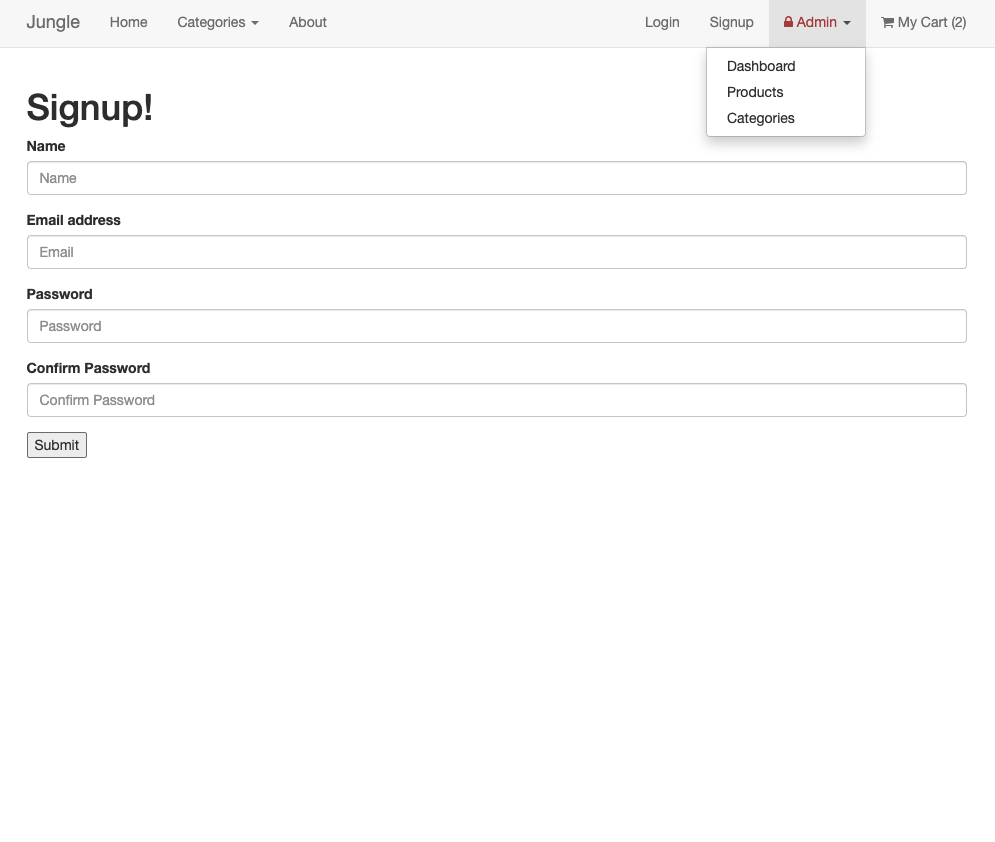 Jungle Home Categories About Login Signup Admin My Cart (2)
Dashboard
Products
Categories
Signup!
Name
Name
Email address
Email
Password
Password
Confirm Password
Confirm Password
Submit